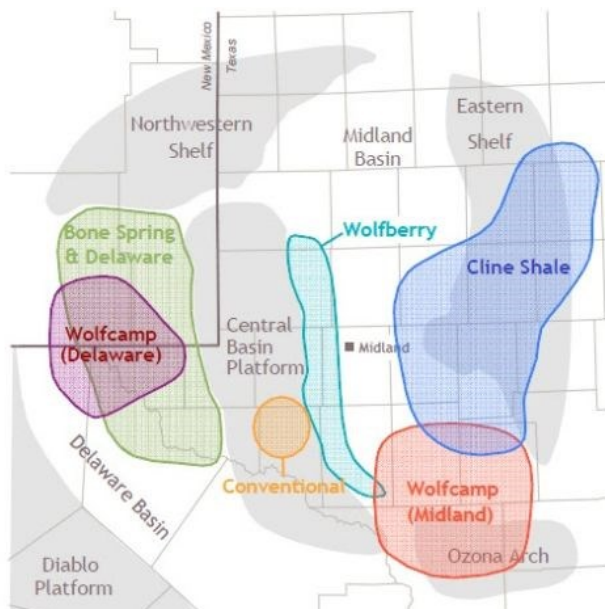 New Mexico
Texas
Northwestern
Shelf
Midland
Basin
Eastern
Shelf
Bone Spring
& Delaware
Wolfberry
Cline Shale
Wolfcamp
(Delaware)
Central
Basin
Platform
Midland
Delaware Basin
Conventional
Wolfcamp
(Midland)
Ozona Arch
Diablo
Platform